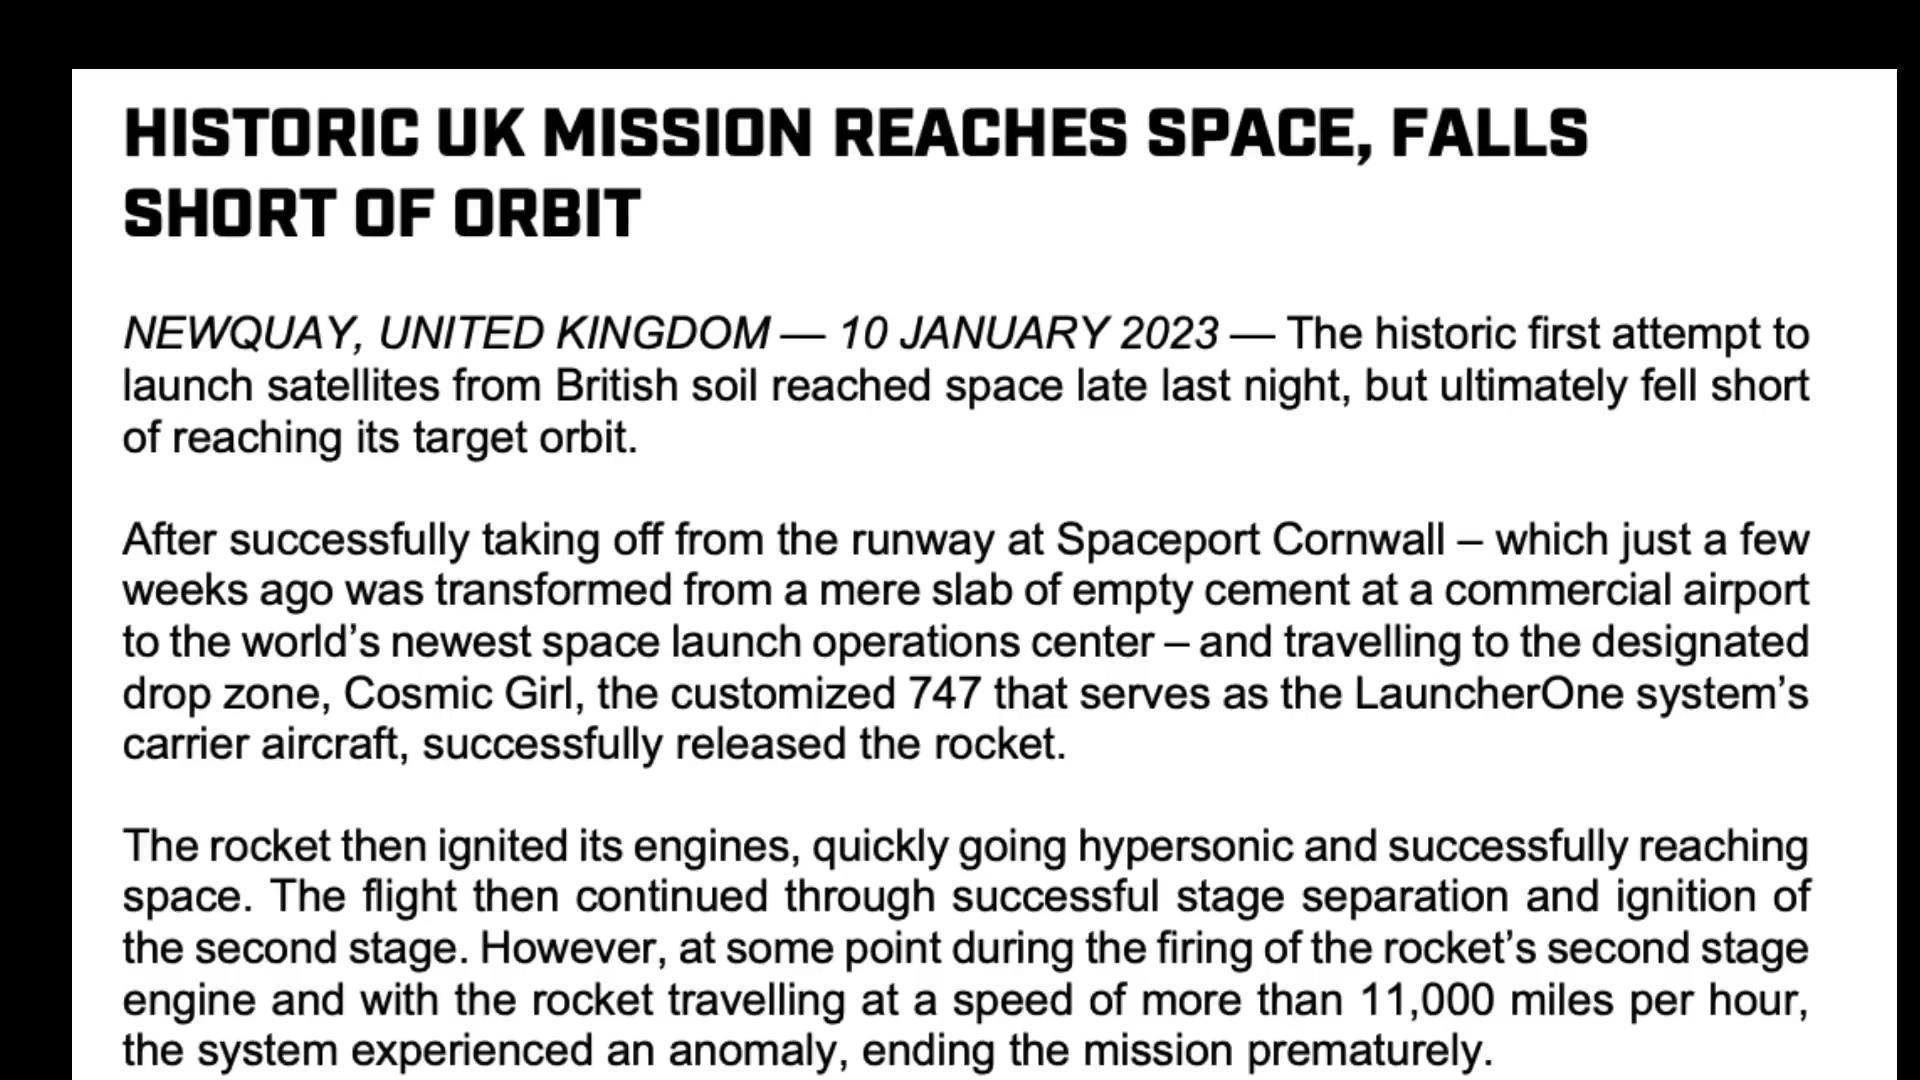 HISTORIC UK MISSION REACHES SPACE, FALLS
SHORT OF ORBIT
NEWQUAY, UNITED KINGDOM — 10 JANUARY 2023 — The historic first attempt to
launch satellites from British soil reached space late last night, but ultimately fell short
of reaching its target orbit.
After successfully taking off from the runway at Spaceport Cornwall – which just a few
weeks ago was transformed from a mere slab of empty cement at a commercial airport
to the world’s newest space launch operations center – and travelling to the designated
drop zone, Cosmic Girl, the customized 747 that serves as the LauncherOne system’s
carrier aircraft, successfully released the rocket.
The rocket then ignited its engines, quickly going hypersonic and successfully reaching
space. The flight then continued through successful stage separation and ignition of
the second stage. However, at some point during the firing of the rocket’s second stage
engine and with the rocket travelling at a speed of more than 11,000 miles per hour,
the system experienced an anomaly, ending the mission prematurely.